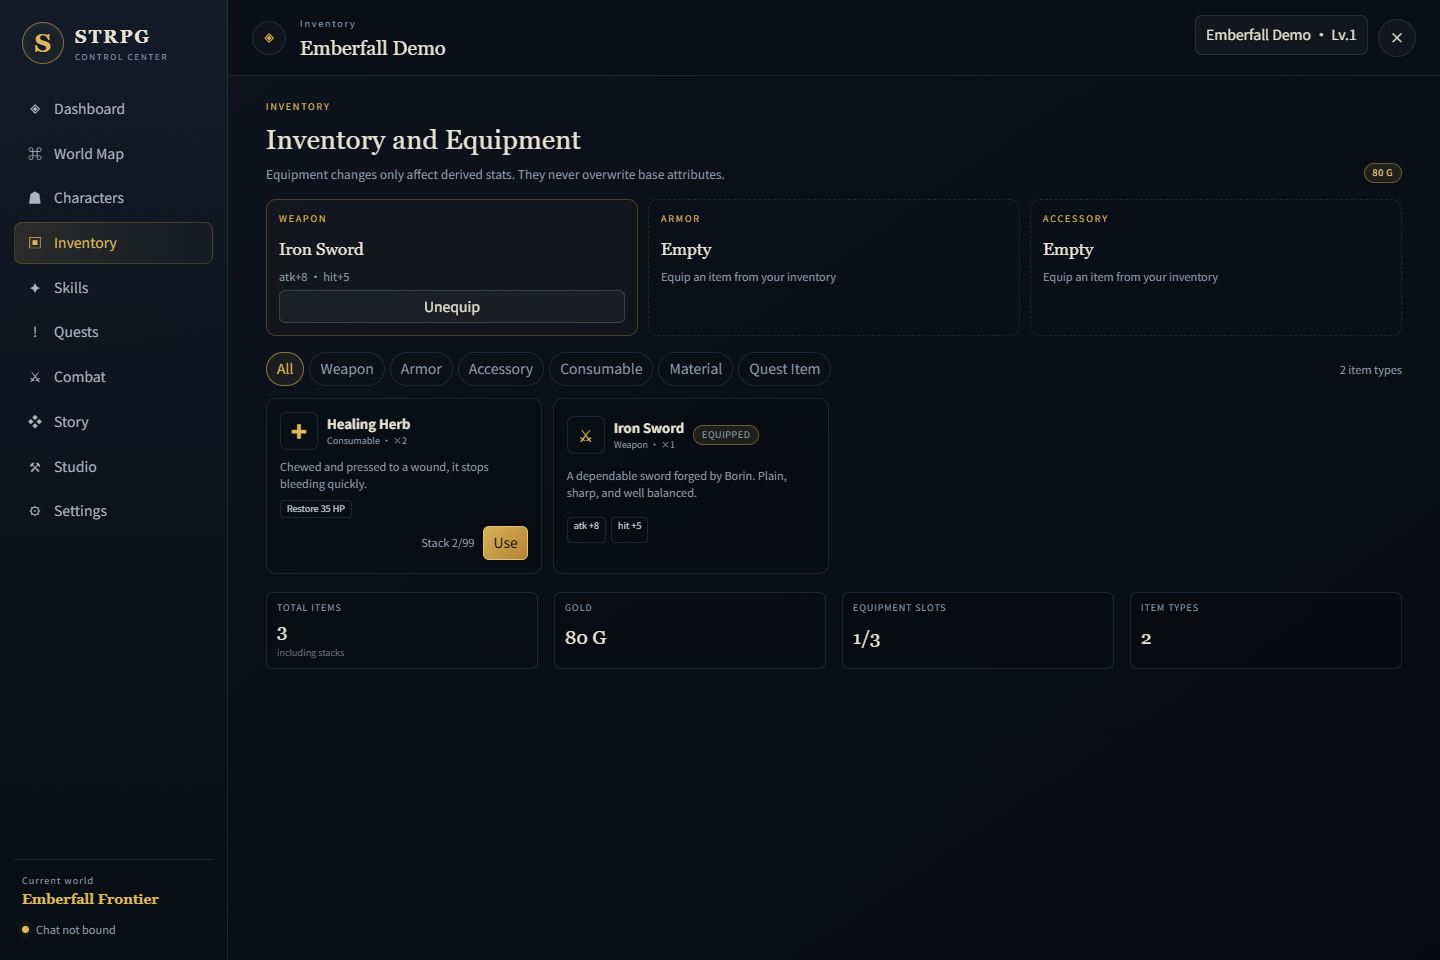 S
STRPG
CONTROL CENTER
Dashboard
World Map
Characters
Inventory
Skills
! Quests
Combat
Story
Studio
Settings
Current world
Emberfall Frontier
Chat not bound
Inventory
Emberfall Demo
Emberfall Demo • Lv.1
×
INVENTORY
Inventory and Equipment
Equipment changes only affect derived stats. They never overwrite base attributes.
80 G
WEAPON
Iron Sword
atk+8 • hit+5
Unequip
ARMOR
Empty
Equip an item from your inventory
ACCESSORY
Empty
Equip an item from your inventory
All
Weapon
Armor
Accessory
Consumable
Material
Quest Item
2 item types
Healing Herb
Consumable • ×2
Chewed and pressed to a wound, it stops
bleeding quickly.
Restore 35 HP
Stack 2/99
Use
Iron Sword
Weapon • ×1
EQUIPPED
A dependable sword forged by Borin. Plain,
sharp, and well balanced.
atk +8
hit +5
TOTAL ITEMS
3
including stacks
GOLD
80 G
EQUIPMENT SLOTS
1/3
ITEM TYPES
2